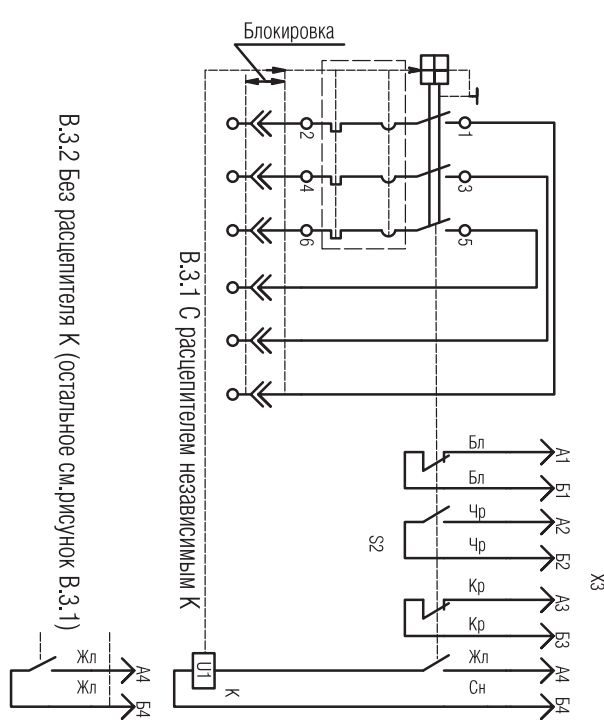 Блокировка
2
1
4
3
6
5
В.3.1 С расцепителем независимым К
В.3.2 Без расцепителя К (остальное см.рисунок В.3.1)
Бл
А1
Бл
Б1
Чр
А2
S2
Чр
Б2
X3
Кр
А3
Кр
Б3
Жл
А4
U1
К
Сн
Б4
Жл
А4
Жл
Б4